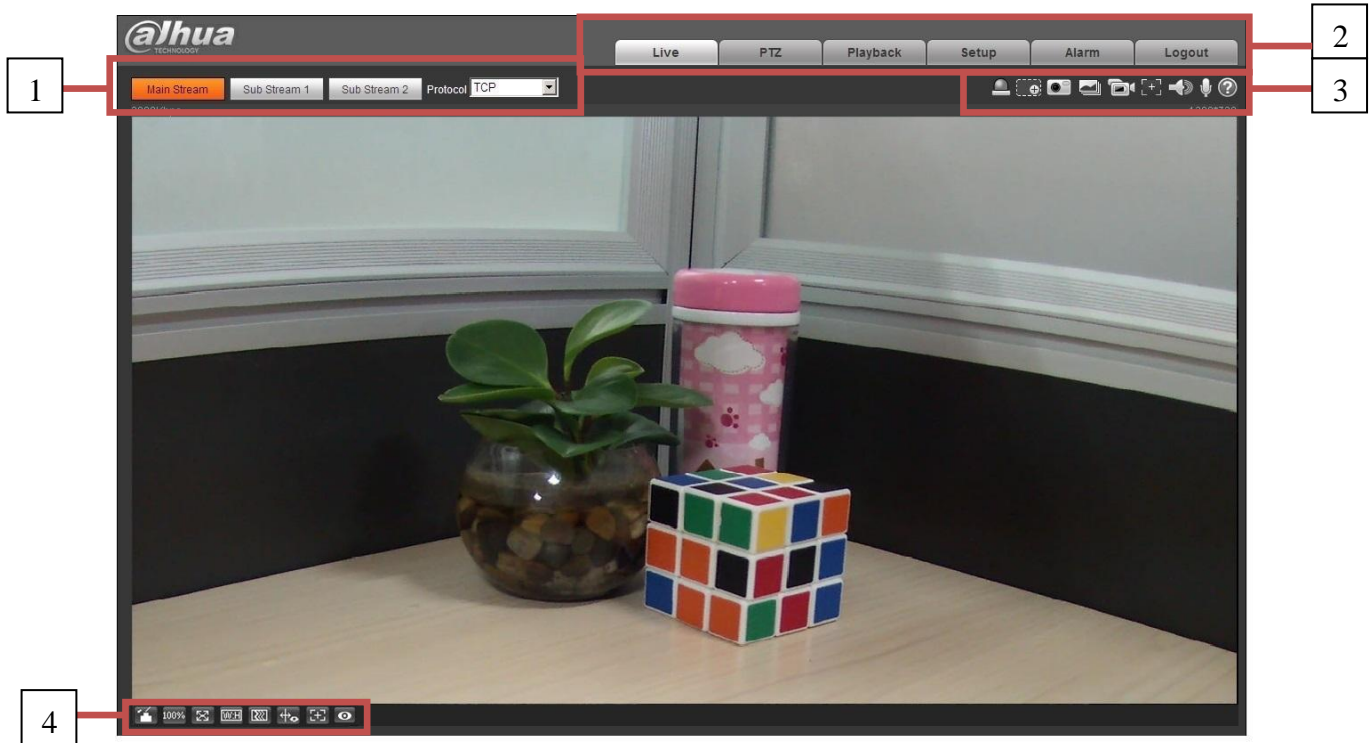 alhua
TECHNOLOGY
2
Live PTZ Playback Setup Alarm Logout
1
Main Stream Sub Stream 1 Sub Stream 2 Protocol TCP
3
4
100% W:H